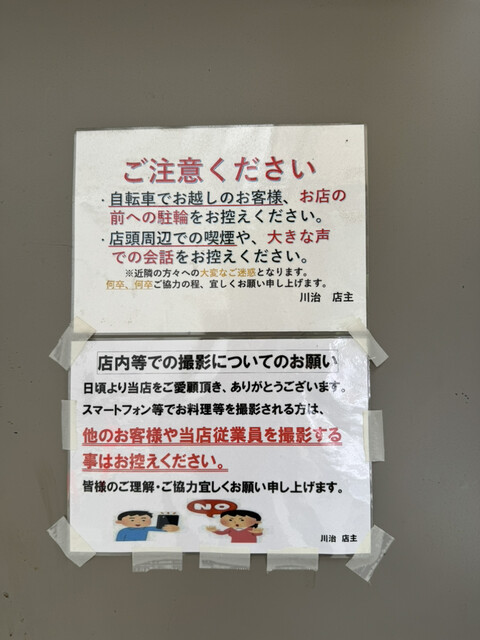 ご注意ください
・自転車でお越しのお客様、お店の
前への駐輪をお控えください。
・店頭周辺での喫煙や、大きな声
での会話をお控えください。
※近隣の方々への大変なご迷惑となります。
何卒、何卒ご協力の程、宜しくお願い申し上げます。
川治 店主
店内等での撮影についてのお願い
日頃より当店をご愛顧頂き、ありがとうございます。
スマートフォン等でお料理等を撮影される方は、
他のお客様や当店従業員を撮影する
事はお控えください。
皆様のご理解・ご協力宜しくお願い申し上げます。
NO
川治 店主